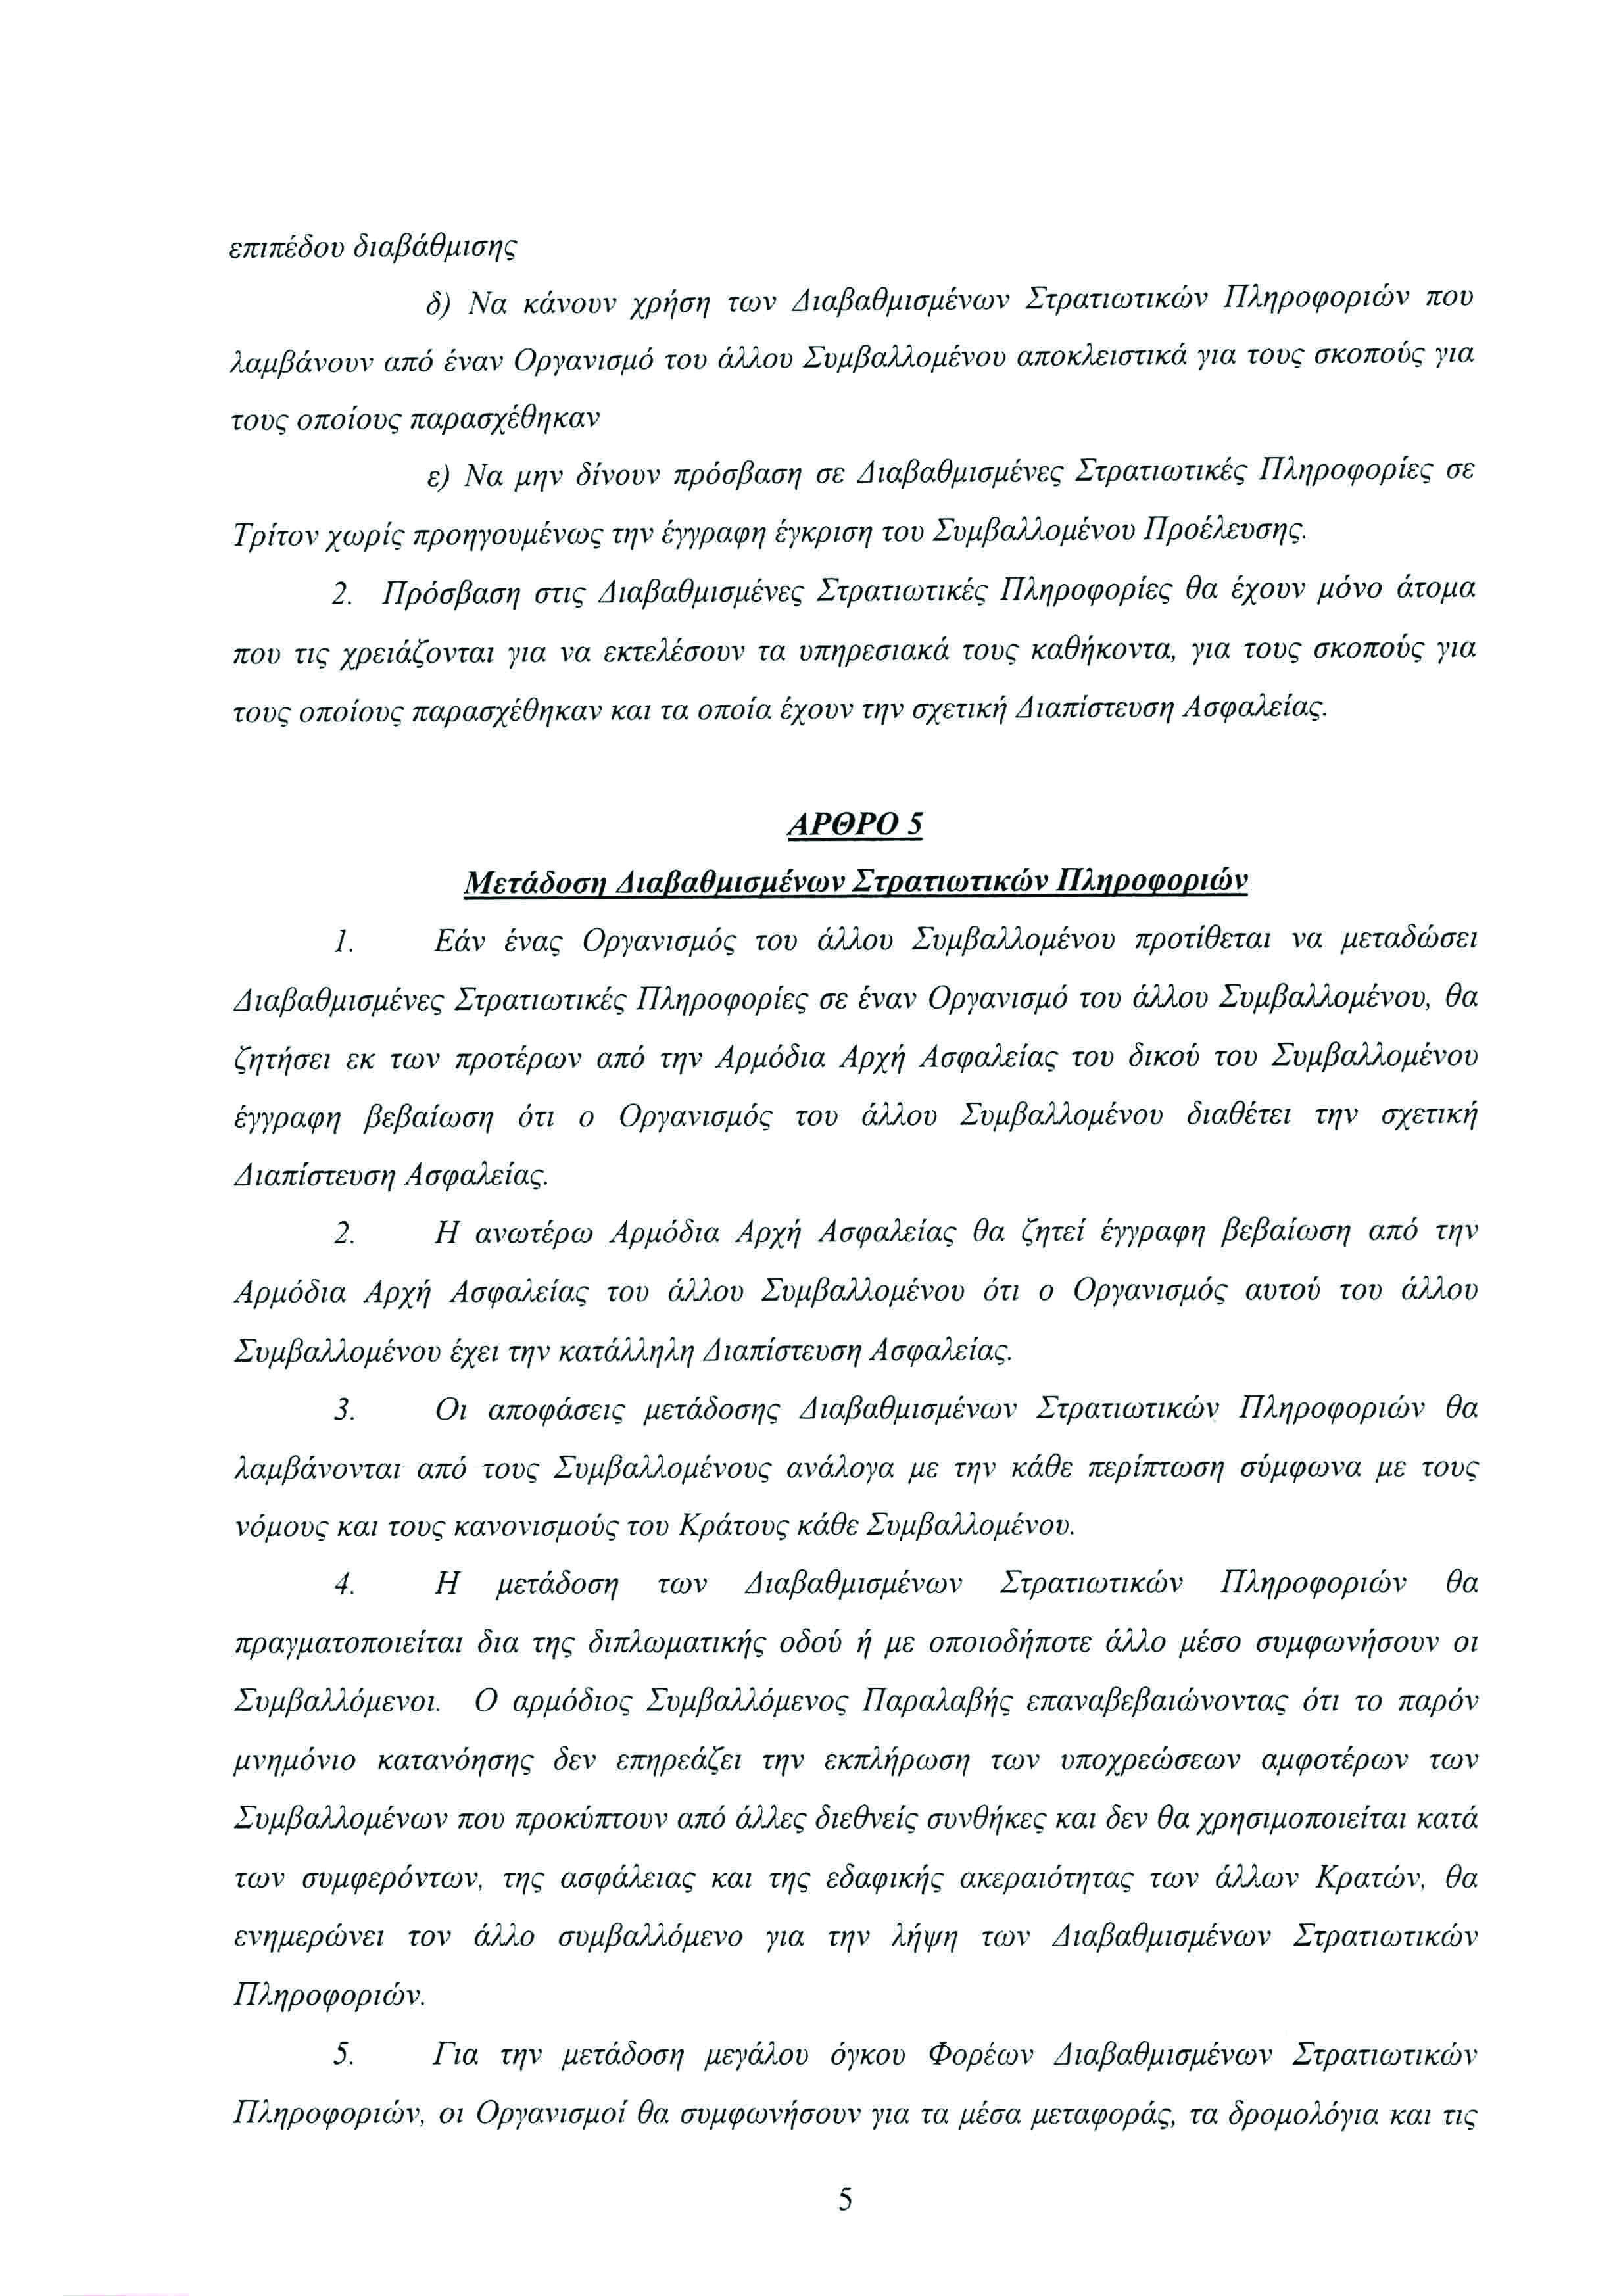 επιπέδου διαβάθμισης
δ) Να κάνουν χρήση των Διαβαθμισμένων Στρατιωτικών Πληροφοριών που
λαμβάνουν από έναν Οργανισμό του άλλου Συμβαλλομένου αποκλειστικά για τους σκοπούς για
τους οποίους παρασχέθηκαν
ε) Να μην δίνουν πρόσβαση σε Διαβαθμισμένες Στρατιωτικές Πληροφορίες σε
Τρίτον χωρίς προηγουμένως την έγγραφη έγκριση του Συμβαλλομένου Προέλευσης.
2. Πρόσβαση στις Διαβαθμισμένες Στρατιωτικές Πληροφορίες θα έχουν μόνο άτομα
που τις χρειάζονται για να εκτελέσουν τα υπηρεσιακά τους καθήκοντα, για τους σκοπούς για
τους οποίους παρασχέθηκαν και τα οποία έχουν την σχετική Διαπίστευση Ασφαλείας.
ΑΡΘΡΟ 5
Μετάδοση Διαβαθμισμένων Στρατιωτικών Πληροφοριών
1. Εάν ένας Οργανισμός του άλλου Συμβαλλομένου προτίθεται να μεταδώσει
Διαβαθμισμένες Στρατιωτικές Πληροφορίες σε έναν Οργανισμό του άλλου Συμβαλλομένου, θα
ζητήσει εκ των προτέρων από την Αρμόδια Αρχή Ασφαλείας του δικού του Συμβαλλομένου
έγγραφη βεβαίωση ότι ο Οργανισμός του άλλου Συμβαλλομένου διαθέτει την σχετική
Διαπίστευση Ασφαλείας.
2. Η ανωτέρω Αρμόδια Αρχή Ασφαλείας θα ζητεί έγγραφη βεβαίωση από την
Αρμόδια Αρχή Ασφαλείας του άλλου Συμβαλλομένου ότι ο Οργανισμός αυτού του άλλου
Συμβαλλομένου έχει την κατάλληλη Διαπίστευση Ασφαλείας.
3. Οι αποφάσεις μετάδοσης Διαβαθμισμένων Στρατιωτικών Πληροφοριών θα
λαμβάνονται από τους Συμβαλλομένους ανάλογα με την κάθε περίπτωση σύμφωνα με τους
νόμους και τους κανονισμούς του Κράτους κάθε Συμβαλλομένου.
4. Η μετάδοση των Διαβαθμισμένων Στρατιωτικών Πληροφοριών θα
πραγματοποιείται δια της διπλωματικής οδού ή με οποιοδήποτε άλλο μέσο συμφωνήσουν οι
Συμβαλλόμενοι. Ο αρμόδιος Συμβαλλόμενος Παραλαβής επαναβεβαιώνοντας ότι το παρόν
μνημόνιο κατανόησης δεν επηρεάζει την εκπλήρωση των υποχρεώσεων αμφοτέρων των
Συμβαλλομένων που προκύπτουν από άλλες διεθνείς συνθήκες και δεν θα χρησιμοποιείται κατά
των συμφερόντων, της ασφάλειας και της εδαφικής ακεραιότητας των άλλων Κρατών, θα
ενημερώνει τον άλλο συμβαλλόμενο για την λήψη των Διαβαθμισμένων Στρατιωτικών
Πληροφοριών.
5. Για την μετάδοση μεγάλου όγκου Φορέων Διαβαθμισμένων Στρατιωτικών
Πληροφοριών, οι Οργανισμοί θα συμφωνήσουν για τα μέσα μεταφοράς, τα δρομολόγια και τις
5